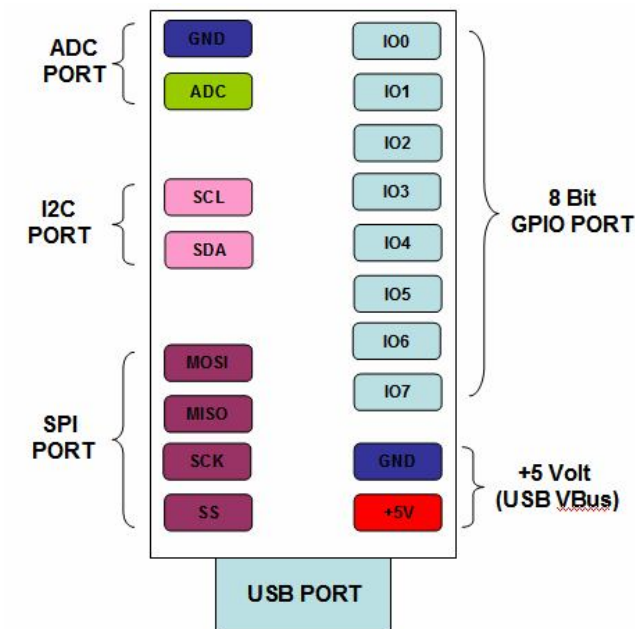 ADC
PORT
GND
ADC
I2C
PORT
SCL
SDA
SPI
PORT
MOSI
MISO
SCK
SS
IO0
IO1
IO2
IO3
IO4
IO5
IO6
IO7
8 Bit
GPIO PORT
GND
+5V
+5 Volt
(USB VBus)
USB PORT